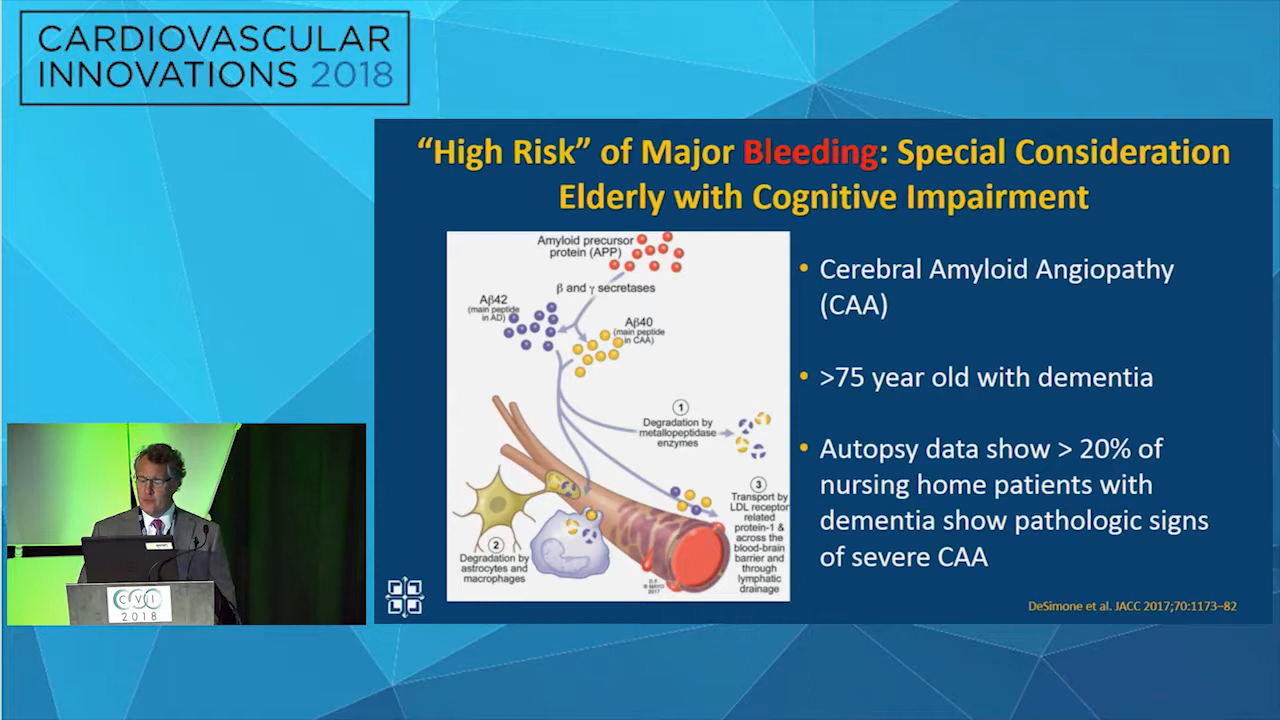 CARDIOVASCULAR
INNOVATIONS 2018
“High Risk” of Major Bleeding: Special Consideration
Elderly with Cognitive Impairment
Amyloid precursor
protein (APP)
β and γ secretases
Aβ42
(main peptide
in AD)
Aβ40
(main peptide
in CAA)
1
Degradation by
metallopeptidase
enzymes
3
Transport by
LDL receptor
related
protein-1 &
across the
blood-brain
barrier and
through
lymphatic
drainage
2
Degradation by
astrocytes and
macrophages
© MAYO
2017
• Cerebral Amyloid Angiopathy
(CAA)
• >75 year old with dementia
• Autopsy data show > 20% of
nursing home patients with
dementia show pathologic signs
of severe CAA
DeSimone et al. JACC 2017;70:1173–82
CVI
2018